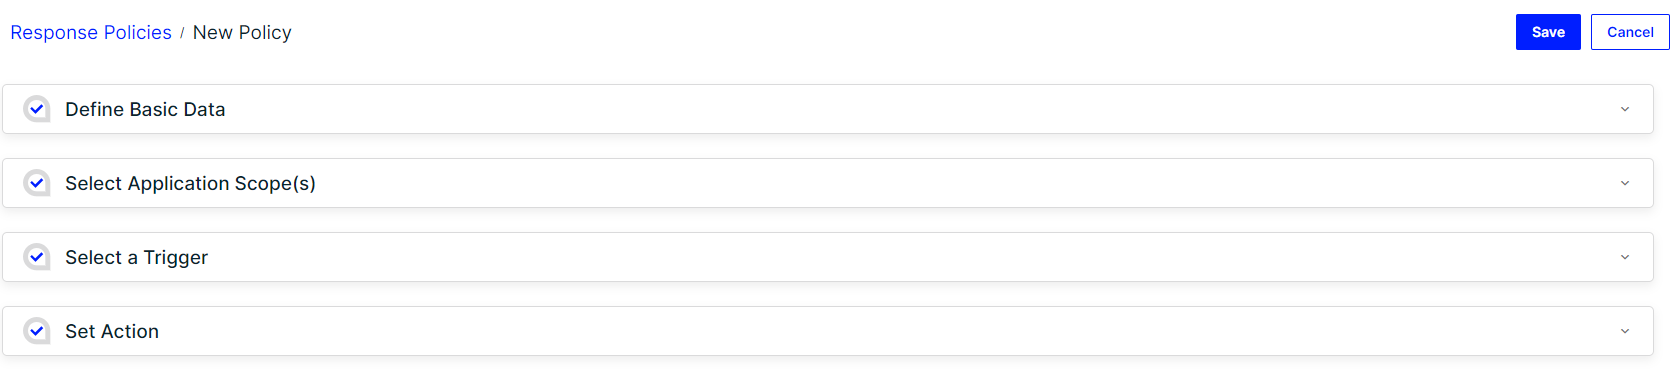 Response Policies / New Policy
Save
Cancel
Define Basic Data
Select Application Scope(s)
Select a Trigger
Set Action